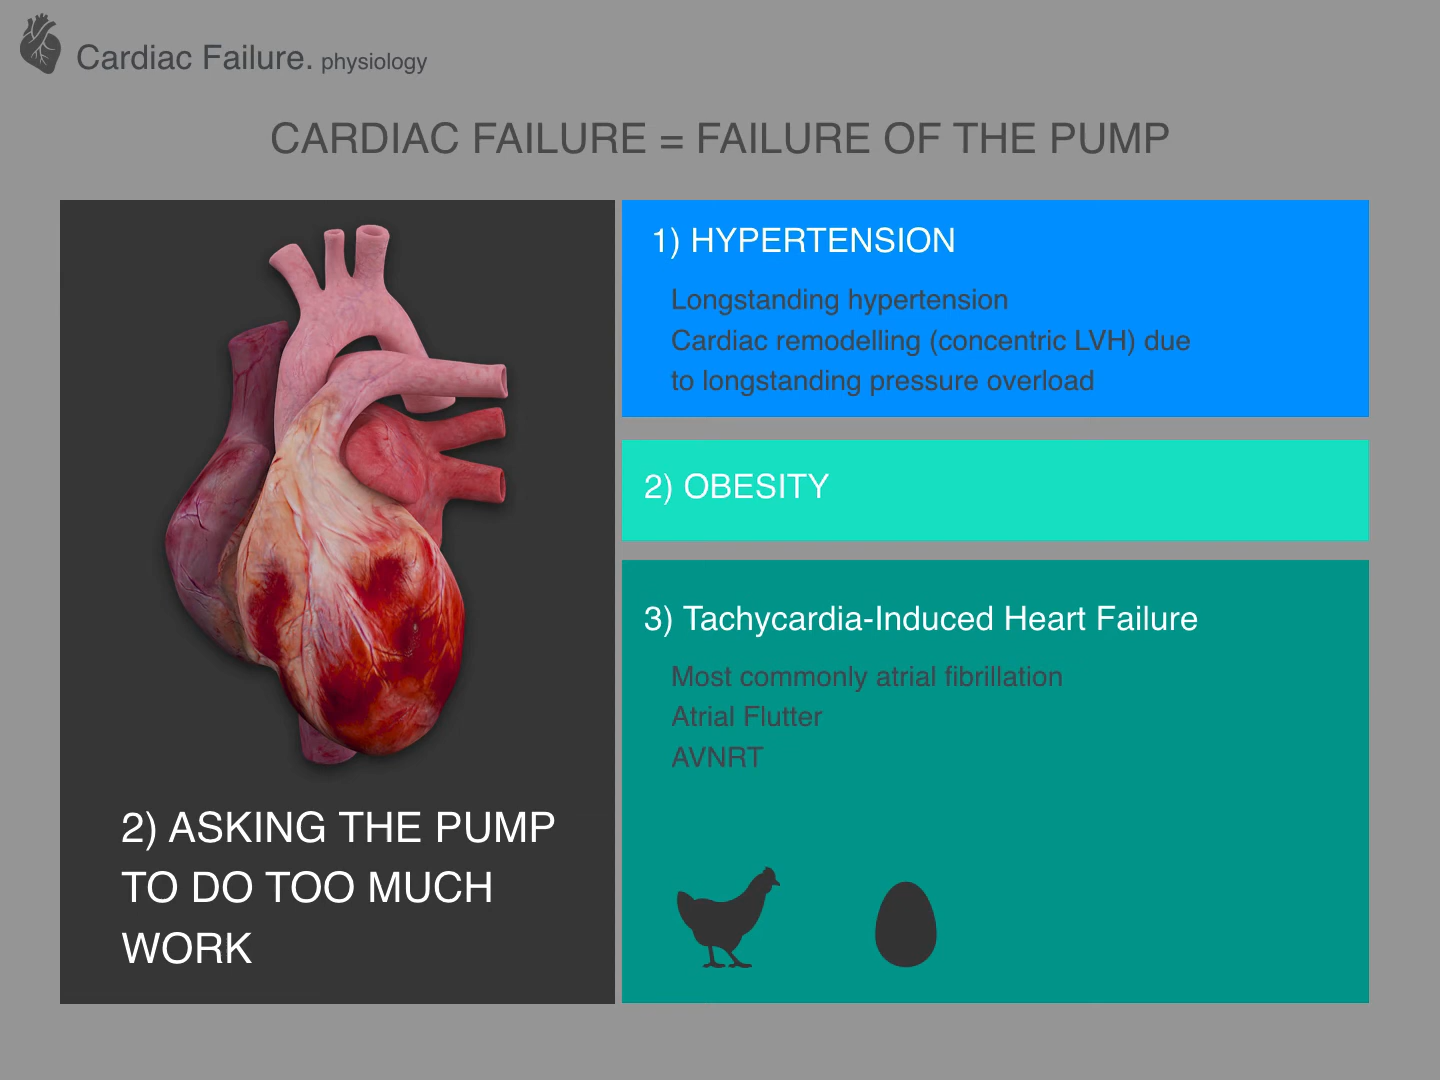 Cardiac Failure. physiology
CARDIAC FAILURE = FAILURE OF THE PUMP
2) ASKING THE PUMP
TO DO TOO MUCH
WORK
1) HYPERTENSION
Longstanding hypertension
Cardiac remodelling (concentric LVH) due
to longstanding pressure overload
2) OBESITY
3) Tachycardia-Induced Heart Failure
Most commonly atrial fibrillation
Atrial Flutter
AVNRT